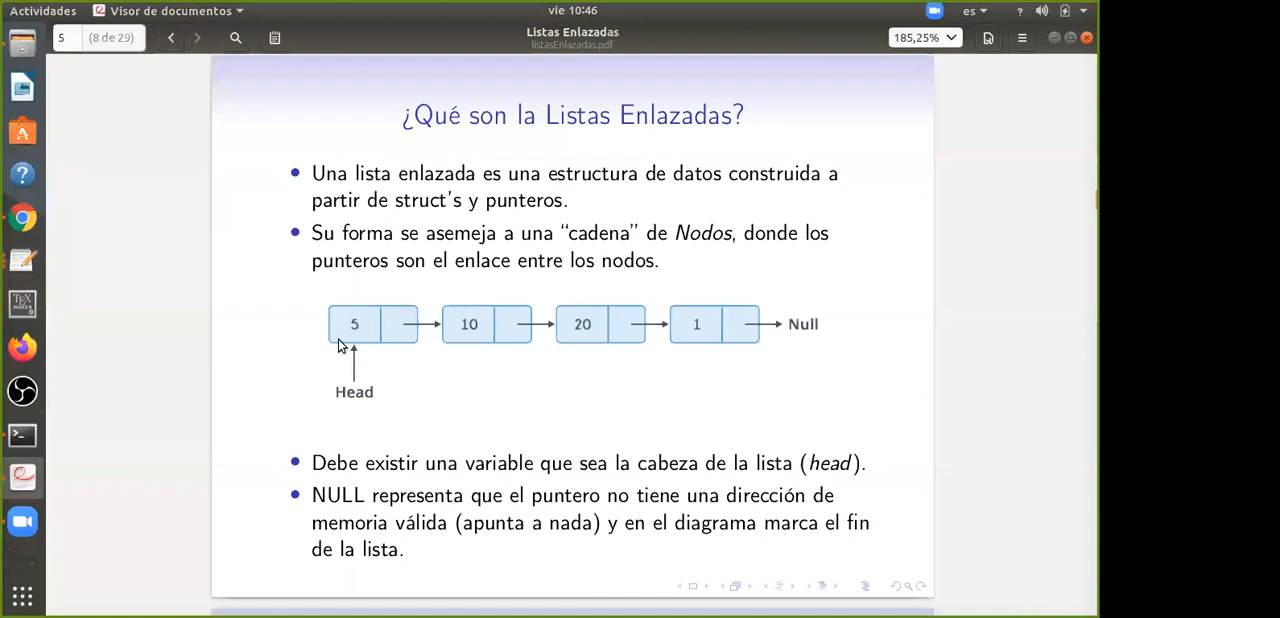 Actividades Visor de documentos vie 10:46 es ?
5 (8 de 29) Listas Enlazadas 185,25%
listasEnlazadas.pdf
¿Qué son la Listas Enlazadas?
Una lista enlazada es una estructura de datos construida a
partir de struct's y punteros.
Su forma se asemeja a una “cadena” de Nodos, donde los
punteros son el enlace entre los nodos.
5 10 20 1 Null
Head
Debe existir una variable que sea la cabeza de la lista (head).
NULL representa que el puntero no tiene una dirección de
memoria válida (apunta a nada) y en el diagrama marca el fin
de la lista.